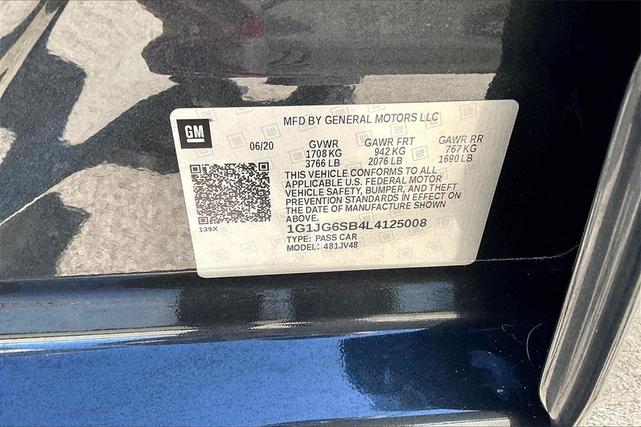 MFD BY GENERAL MOTORS LLC
GM
06/20 GVWR GAWR FRT GAWR RR
1708 KG 942 KG 767 KG
3766 LB 2076 LB 1690 LB
THIS VEHICLE CONFORMS TO ALL
APPLICABLE U.S. FEDERAL MOTOR
VEHICLE SAFETY, BUMPER, AND THEFT
PREVENTION STANDARDS IN EFFECT ON
THE DATE OF MANUFACTURE SHOWN
ABOVE.
139X
1G1JG6SB4L4125008
TYPE: PASS CAR
MODEL: 481JV48